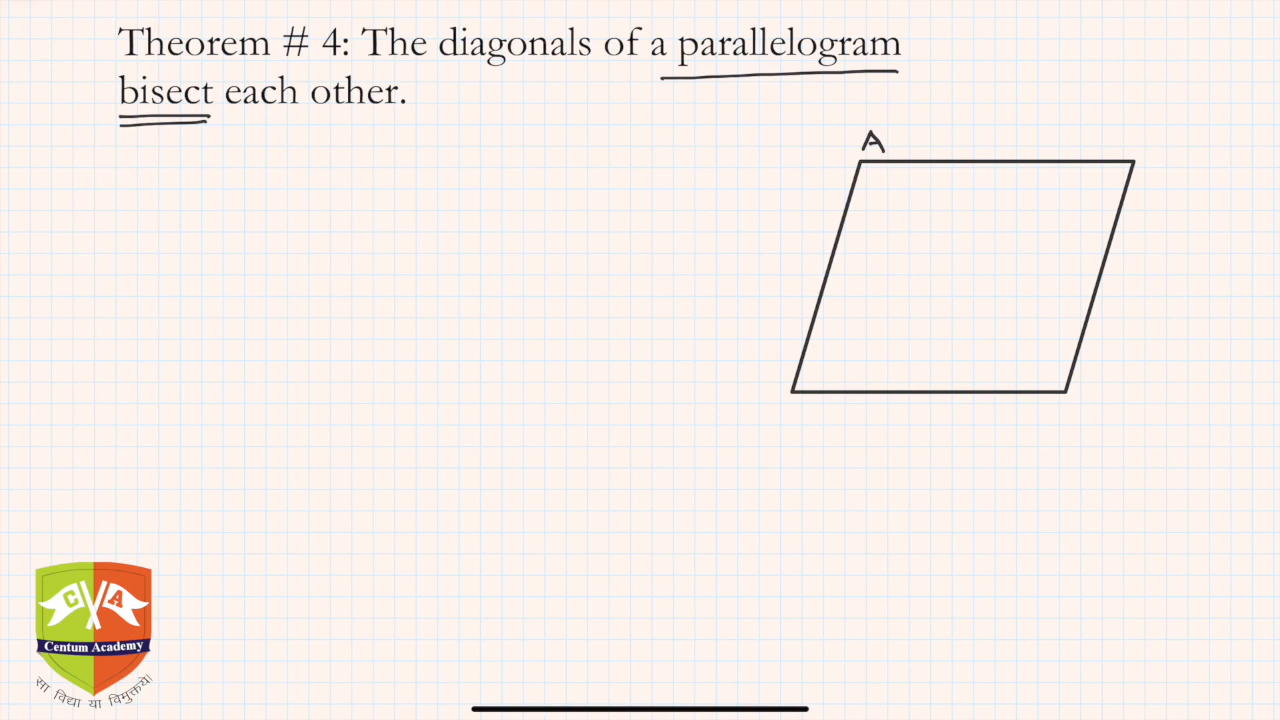 Theorem # 4: The diagonals of a parallelogram
bisect each other.
A
C A
Centum Academy
सा विद्या या विमुक्तये